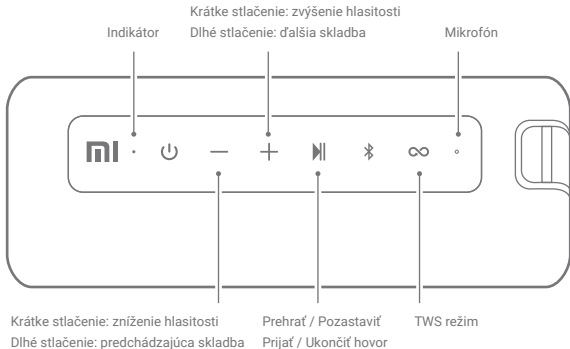 Krátke stlačenie: zvýšenie hlasitosti
Indikátor
Dlhé stlačenie: ďalšia skladba
Mikrofón
mi
Krátke stlačenie: zníženie hlasitosti
Dlhé stlačenie: predchádzajúca skladba
Prehrať / Pozastaviť
Prijať / Ukončiť hovor
TWS režim